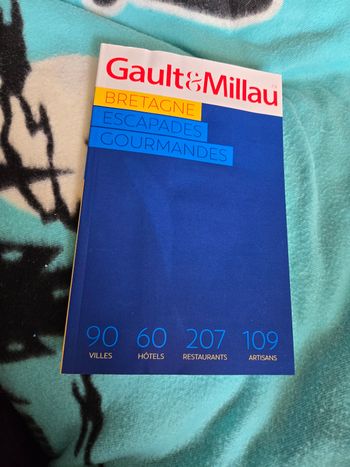 Gault&Millau
BRETAGNE
ESCAPADES
GOURMANDES
90 60 207 109
VILLES HÔTELS RESTAURANTS ARTISANS